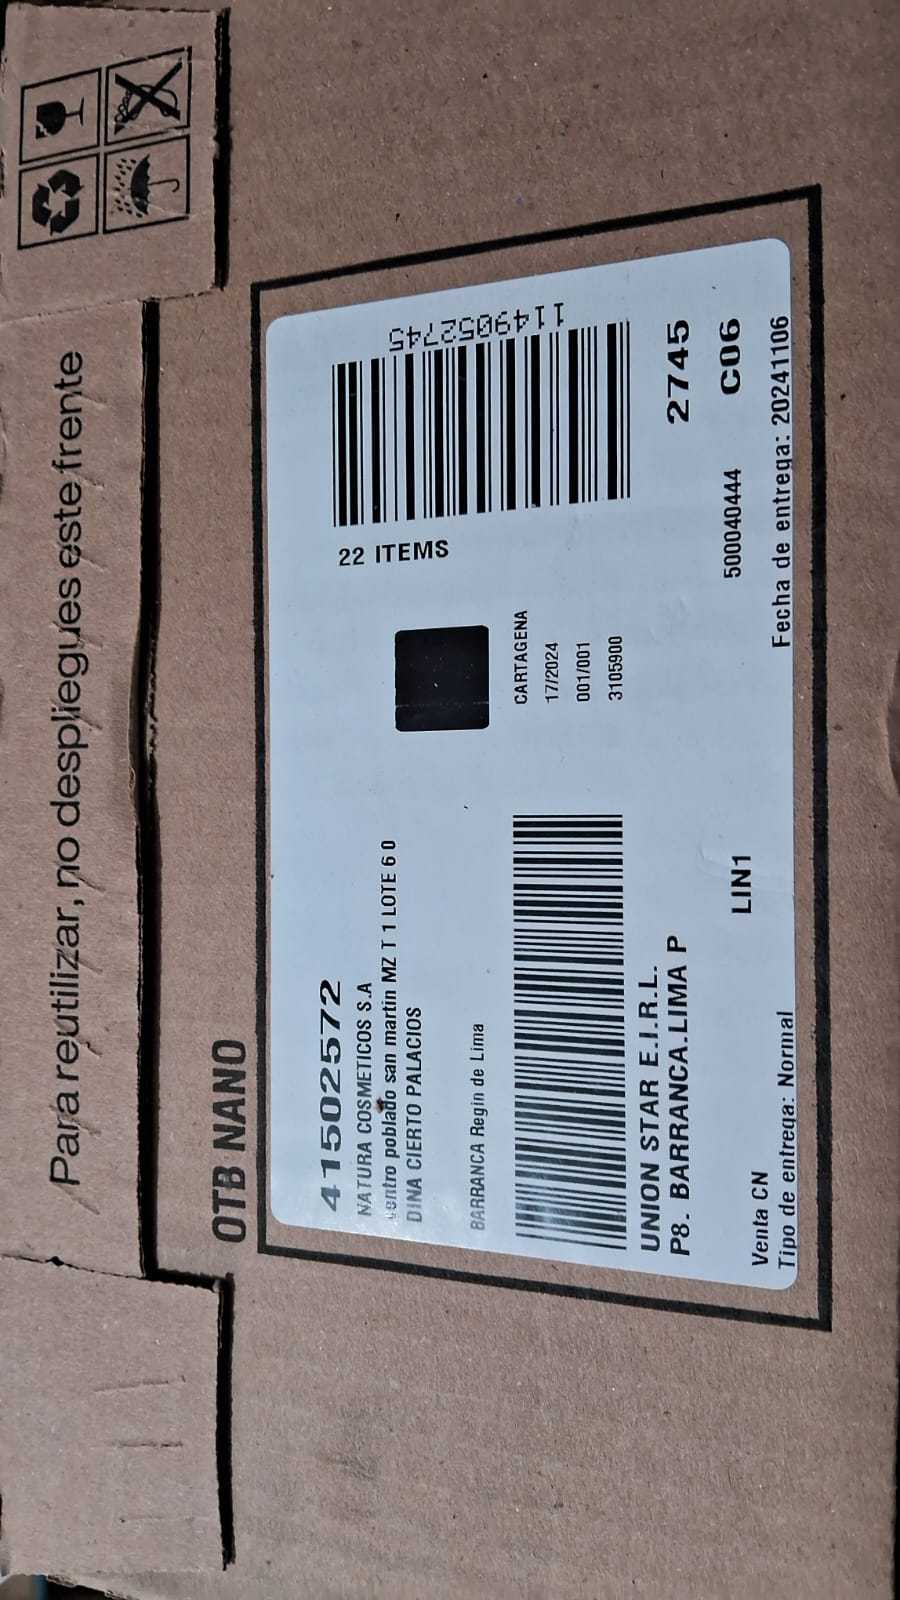 Para reutilizar, no despliegues este frente
OTB NANO
41502572
NATURA COSMETICOS S.A
centro poblado san martin MZ T 1 LOTE 6 0
DINA CIERTO PALACIOS
BARRANCA Regin de Lima
22 ITEMS
1149052745
CARTAGENA
17/2024
001/001
3105900
UNION STAR E.I.R.L.
P8. BARRANCA.LIMA P
2745
LIN1
500040444
C06
Venta CN
Tipo de entrega: Normal
Fecha de entrega: 20241106